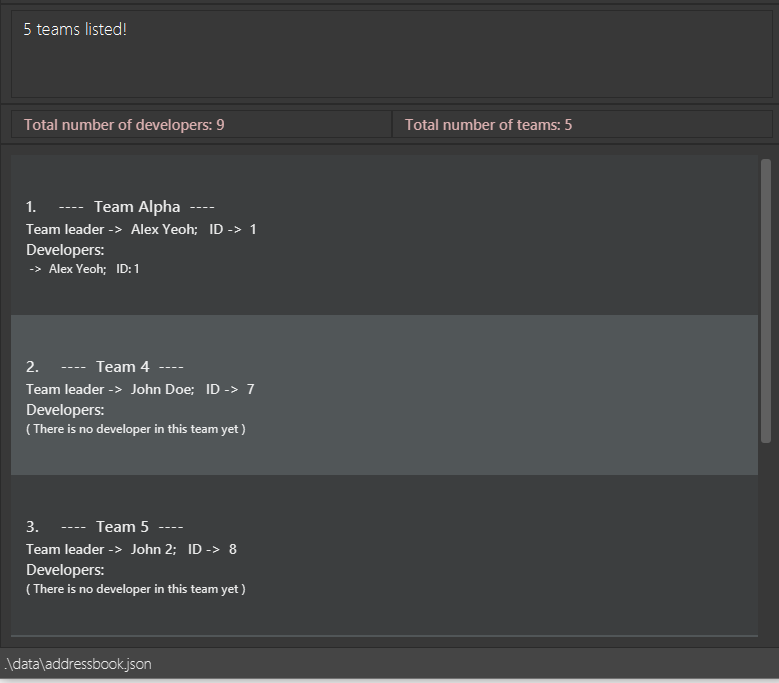 5 teams listed!
Total number of developers: 9
Total number of teams: 5
1. ---- Team Alpha ----
Team leader -> Alex Yeoh; ID -> 1
Developers:
-> Alex Yeoh; ID: 1
2. ---- Team 4 ----
Team leader -> John Doe; ID -> 7
Developers:
( There is no developer in this team yet )
3. ---- Team 5 ----
Team leader -> John 2; ID -> 8
Developers:
( There is no developer in this team yet )
.\data\addressbook.json